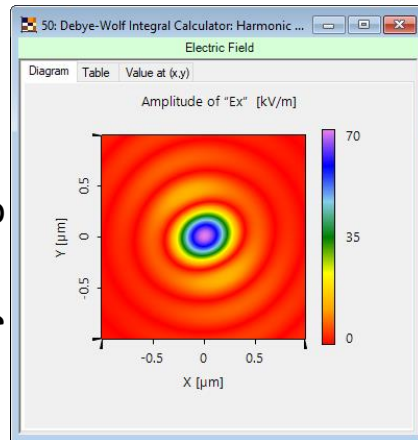 50: Debye-Wolf Integral Calculator: Harmonic ...
Electric Field
Diagram Table Value at (x,y)
Amplitude of "Ex" [kV/m]
70
35
0
0.5
0
-0.5
Y [µm]
-0.5 0 0.5
X [µm]